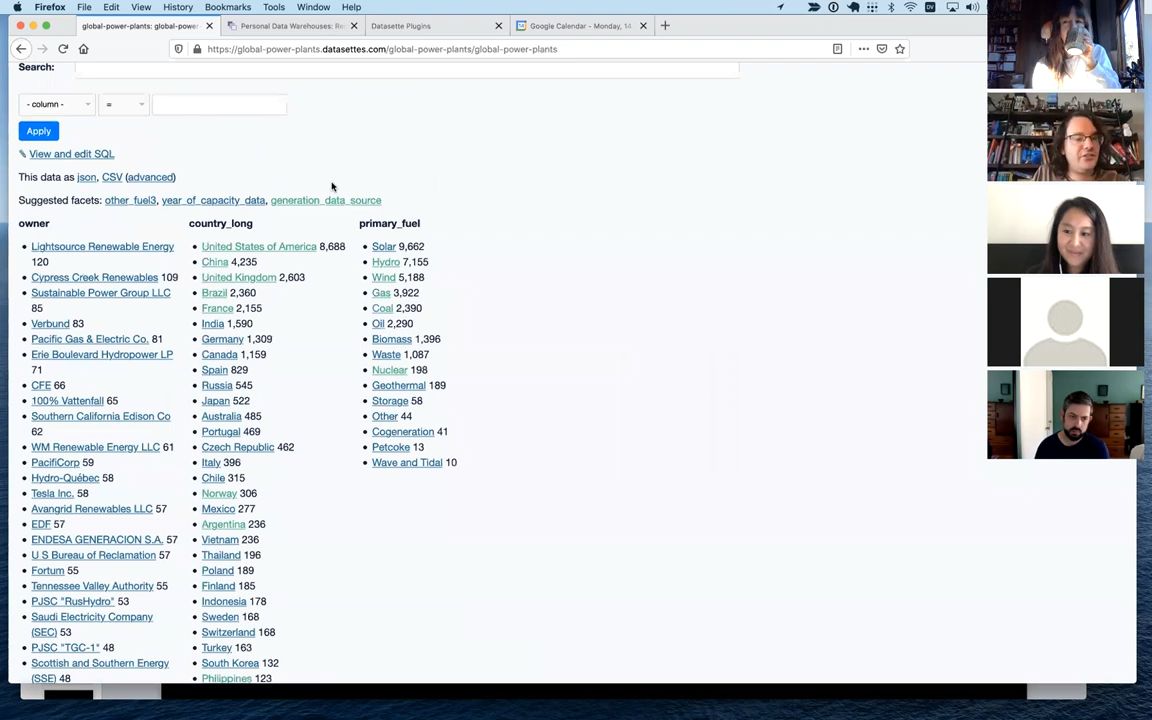 Firefox File Edit View History Bookmarks Tools Window Help
global-power-plants: global-power
Personal Data Warehouses: Re
Datasette Plugins
Google Calendar - Monday, 14
https://global-power-plants.datasettes.com/global-power-plants/global-power-plants
Search:
- column -
=
Apply
View and edit SQL
This data as json, CSV (advanced)
Suggested facets: other_fuel3, year_of_capacity_data, generation_data_source
owner
Lightsource Renewable Energy
120
Cypress Creek Renewables 109
Sustainable Power Group LLC
85
Verbund 83
Pacific Gas & Electric Co. 81
Erie Boulevard Hydropower LP
71
CFE 66
100% Vattenfall 65
Southern California Edison Co
62
WM Renewable Energy LLC 61
PacifiCorp 59
Hydro-Québec 58
Tesla Inc. 58
Avangrid Renewables LLC 57
EDF 57
ENDESA GENERACION S.A. 57
U S Bureau of Reclamation 57
Fortum 55
Tennessee Valley Authority 55
PJSC "RusHydro" 53
Saudi Electricity Company
(SEC) 53
PJSC "TGC-1" 48
Scottish and Southern Energy
(SSE) 48
country_long
United States of America 8,688
China 4,235
United Kingdom 2,603
Brazil 2,360
France 2,155
India 1,590
Germany 1,309
Canada 1,159
Spain 829
Russia 545
Japan 522
Australia 485
Portugal 469
Czech Republic 462
Italy 396
Chile 315
Norway 306
Mexico 277
Argentina 236
Vietnam 236
Thailand 196
Poland 189
Finland 185
Indonesia 178
Sweden 168
Switzerland 168
Turkey 163
South Korea 132
Philippines 123
primary_fuel
Solar 9,662
Hydro 7,155
Wind 5,188
Gas 3,922
Coal 2,390
Oil 2,290
Biomass 1,396
Waste 1,087
Nuclear 198
Geothermal 189
Storage 58
Other 44
Cogeneration 41
Petcoke 13
Wave and Tidal 10